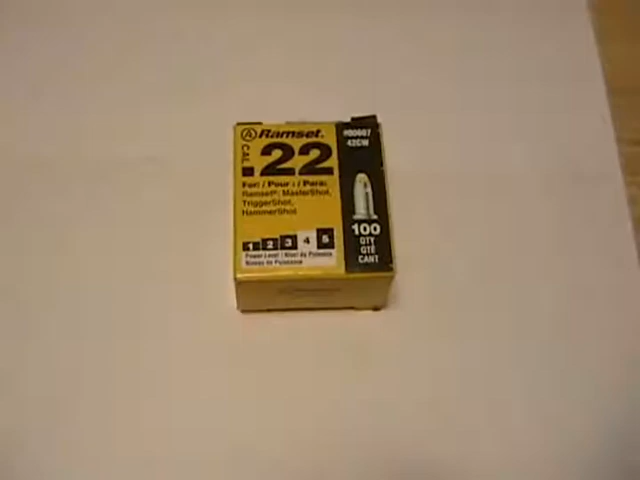 Ramset.
CAL .22
For: / Pour : / Para:
Ramset®: MasterShot,
TriggerShot,
HammerShot
1 2 3 4 5
Power Level / Nivel de Potencia
Niveau de Puissance
42CW
100
QTY
QTÉ
CANT